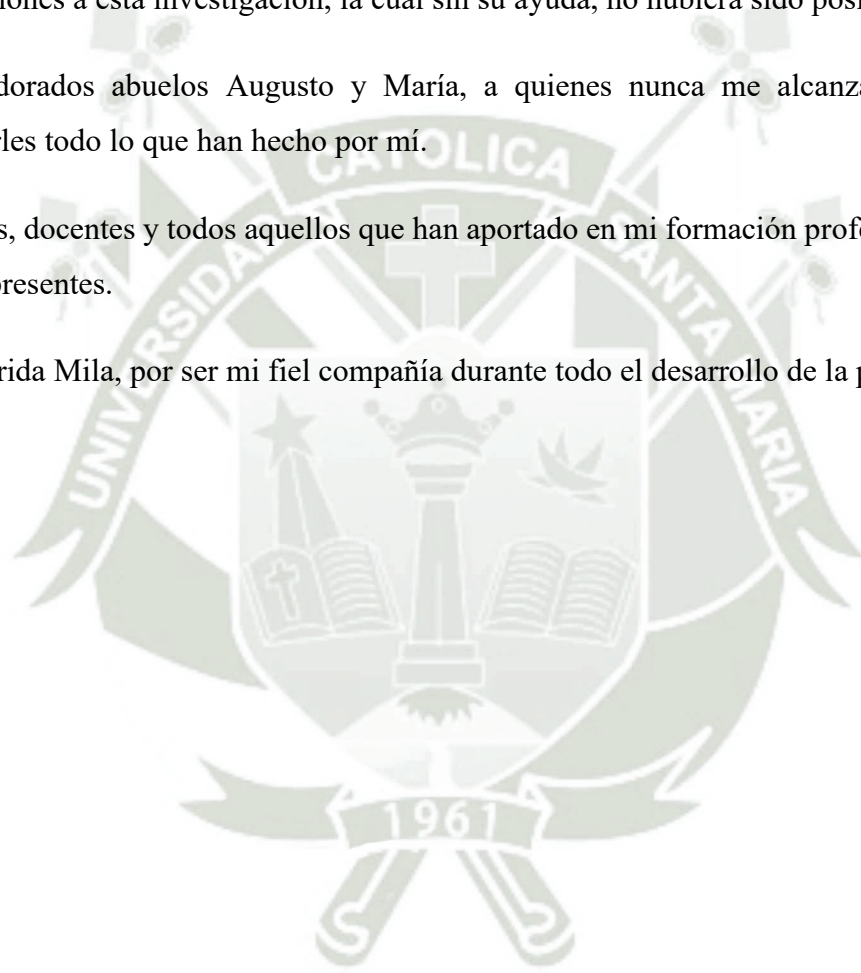 iones a esta investigación, la cual sin su ayuda, no hubiera sido posi
dorados abuelos Augusto y María, a quienes nunca me alcanza
rles todo lo que han hecho por mí.
s, docentes y todos aquellos que han aportado en mi formación profe
presentes.
rida Mila, por ser mi fiel compañía durante todo el desarrollo de la p
UNIVERSIDAD CATOLICA SANTA MARIA
1961